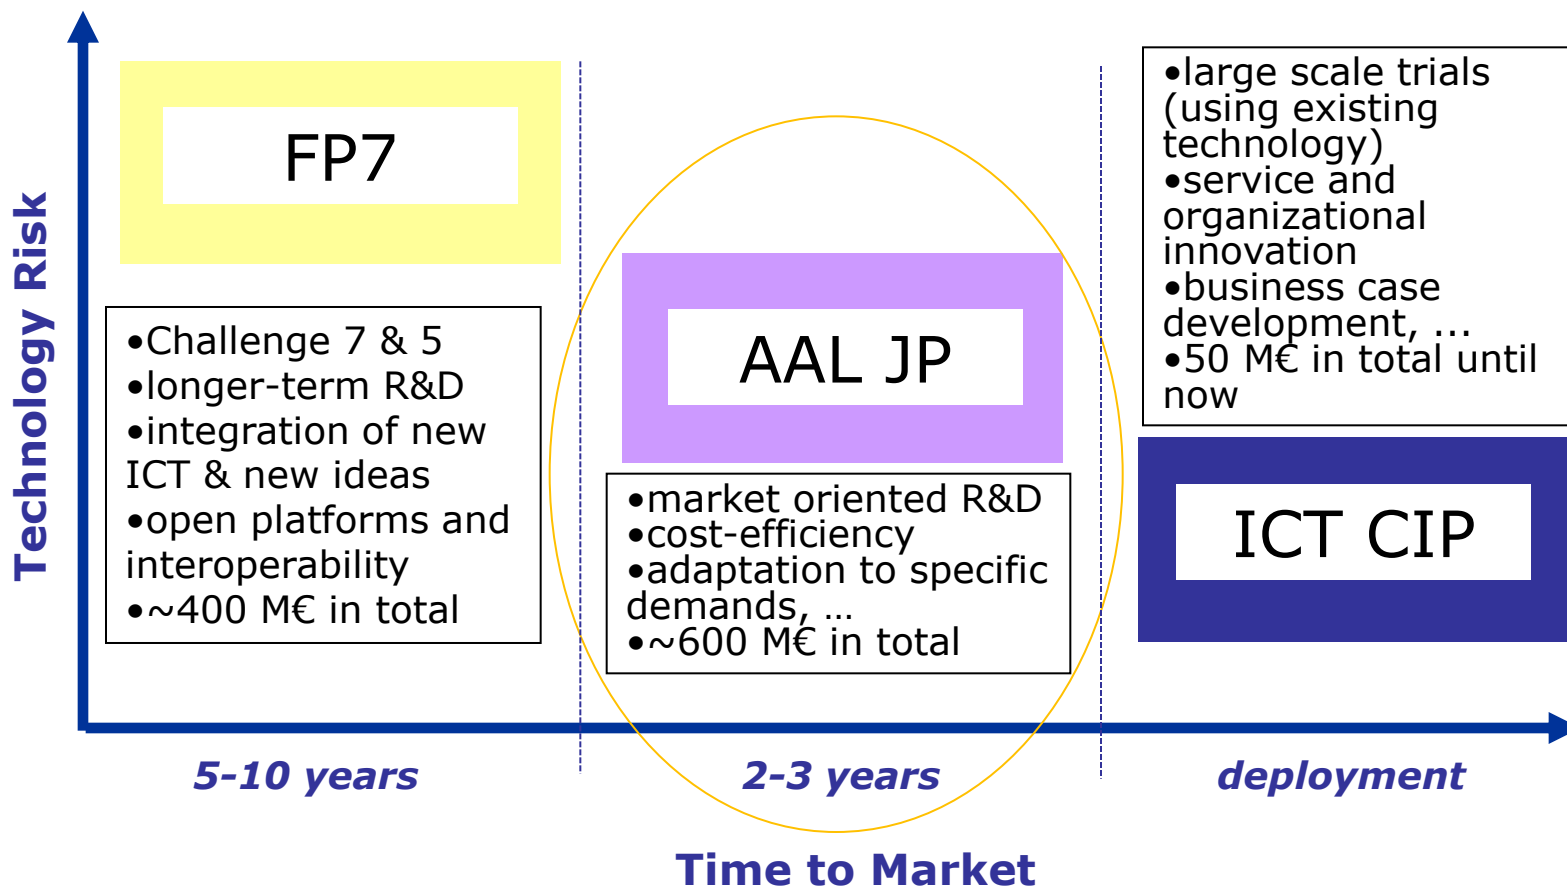 Technology Risk
FP7
•Challenge 7 & 5
•longer-term R&D
•integration of new
ICT & new ideas
•open platforms and
interoperability
•~400 M€ in total
AAL JP
•market oriented R&D
•cost-efficiency
•adaptation to specific
demands, ...
•~600 M€ in total
•large scale trials
(using existing
technology)
•service and
organizational
innovation
•business case
development, ...
•50 M€ in total until
now
ICT CIP
5-10 years
2-3 years
deployment
Time to Market